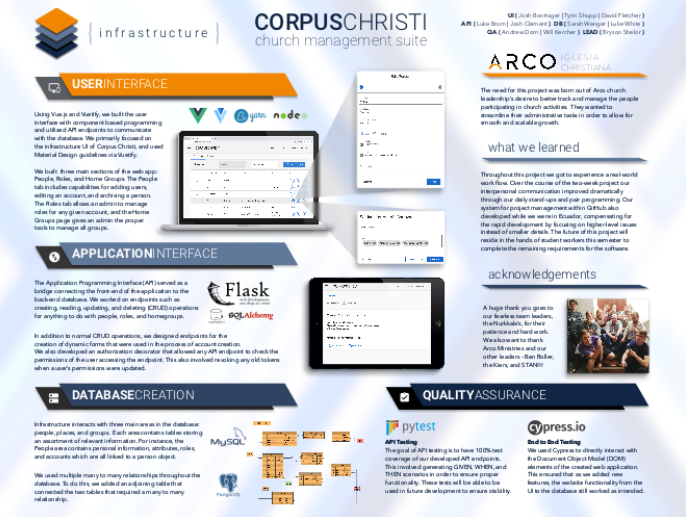 { infrastructure }
CORPUSCHRISTI
church management suite
UI { Josh Bontrager | Tyrin Shupp | David Fletcher }
API { Luke Brom | Josh Clement } DB { Sarah Wenger | Luke White }
QA { Andrew Dorn | Will Kercher } LEAD { Bryson Shelor }
USERINTERFACE
Using Vue.js and Vuetify, we built the user
interface with component based programming
and utilized API endpoints to communicate
with the database. We primarily focused on
the infrastructure UI of Corpus Christi, and used
Material Design guidelines via Vuetify.
We built three main sections of the web app:
People, Roles, and Home Groups. The People
tab includes capabilities for adding users,
editing an account, and archiving a person.
The Roles tab allows an admin to manage
roles for any given account, and the Home
Groups page gives an admin the proper
tools to manage all groups.
yarn
node
ARCO IGLESIA
CHRISTIANA
The need for this project was born out of Arco church
leadership's desire to better track and manage the people
participating in church activities. They wanted to
streamline their administrative tasks in order to allow for
smooth and scalable growth.
what we learned
Throughout this project we got to experience a real-world
workflow. Over the course of the two-week project our
interpersonal communication improved dramatically
through our daily stand-ups and pair programming. Our
system for project management within GitHub also
developed while we were in Ecuador, compensating for
the rapid development by focusing on higher-level issues
instead of smaller details. The future of this project will
reside in the hands of student workers this semester to
complete the remaining requirements for the software.
acknowledgements
A huge thank you goes to
our fearless team leaders,
the Nurkkala's, for their
patience and hard work.
We also want to thank
Arco Ministries and our
other leaders - Ben Roller,
the Kiers, and STAN!!!
APPLICATIONINTERFACE
The Application Programming Interface (API) served as a
bridge connecting the front-end of the application to the
back-end database. We worked on endpoints such as
creating, reading, updating, and deleting (CRUD) operations
for anything to do with people, roles, and homegroups.
Flask
SQLAlchemy
In addition to normal CRUD operations, we designed endpoints for the
creation of dynamic forms that were used in the process of account creation.
We also developed an authorization decorator that allowed any API endpoint to check the
permissions of the user accessing the endpoint. This also involved revoking any old tokens
when a user's permissions were updated.
DATABASECREATION
Infrastructure interacts with three main areas in the database:
people, places, and groups. Each area contains tables storing
an assortment of relevant information. For instance, the
People area contains personal information, attributes, roles,
and accounts which are all linked to a person object.
We used multiple many to many relationships throughout the
database. To do this, we added an adjoining table that
connected the two tables that required a many to many
relationship.
MySQL
PostgreSQL
QUALITYASSURANCE
pytest
API Testing
The goal of API testing is to have 100% test
coverage of our developed API endpoints.
This involved generating GIVEN, WHEN, and
THEN scenarios in order to ensure proper
functionality. These tests will be able to be
used in future development to ensure stability.
cypress.io
End to End Testing
We used Cypress to directly interact with
the Document Object Model (DOM)
elements of the created web application.
This ensured that as we added new
features, the website functionality from the
UI to the database still worked as intended.